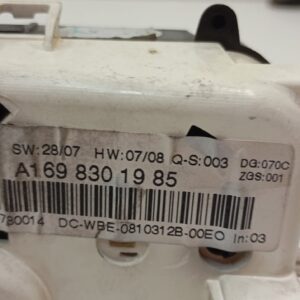 SW:28/07 HW:07/08 Q-S:003 DG:070C
A169 830 19 85 ZGS:001
780014 DC-WBE-0810312B-00EO In:03